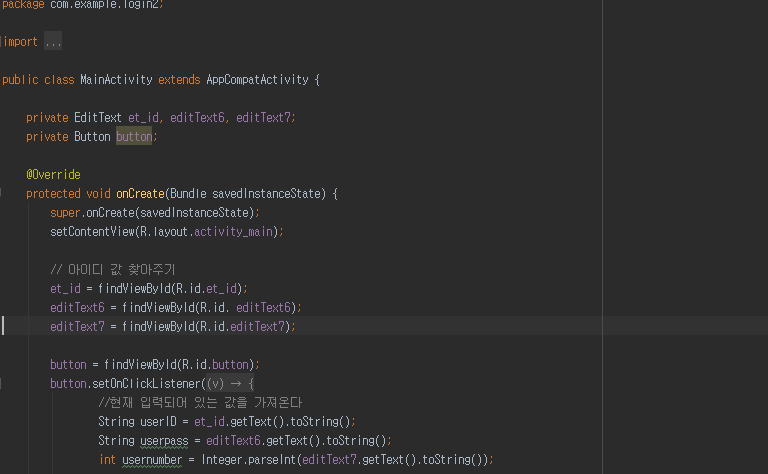 package com.example.login2;
import ...
public class MainActivity extends AppCompatActivity {
private EditText et_id, editText6, editText7;
private Button button;
@Override
protected void onCreate(Bundle savedInstanceState) {
super.onCreate(savedInstanceState);
setContentView(R.layout.activity_main);
// 아이디 값 찾아주기
et_id = findViewById(R.id.et_id);
editText6 = findViewById(R.id. editText6);
editText7 = findViewById(R.id.editText7);
button = findViewById(R.id.button);
button.setOnClickListener((v) → {
//현재 입력되어 있는 값을 가져온다
String userID = et_id.getText().toString();
String userpass = editText6.getText().toString();
int usernumber = Integer.parseInt(editText7.getText().toString());